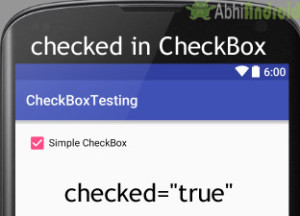 AbhiAndroid
checked in CheckBox
6:00
CheckBoxTesting
Simple CheckBox
checked="true"